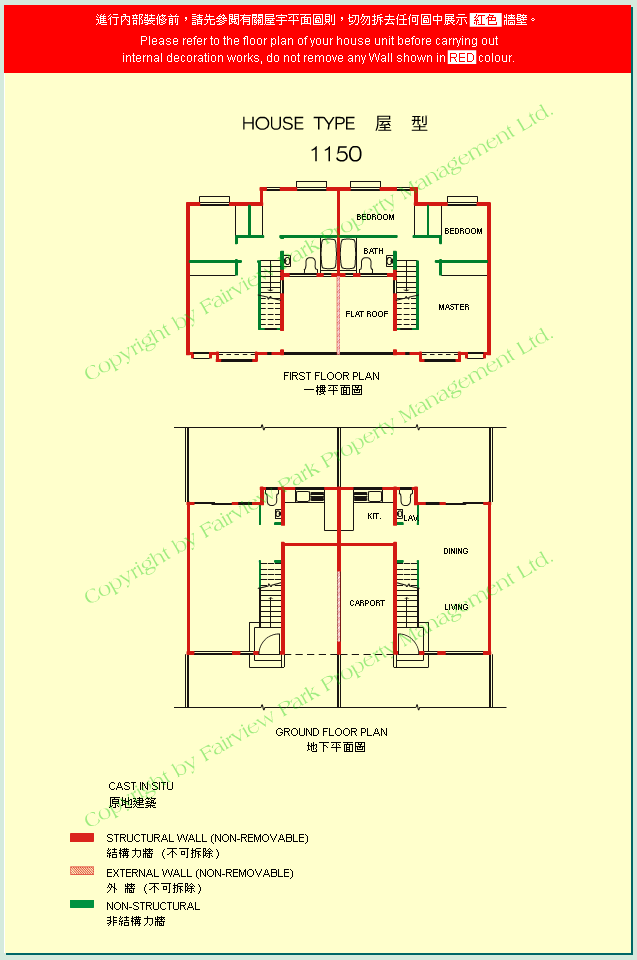 進行內部裝修前，請先參閱有關屋宇平面圖則，切勿拆去任何圖中展示 紅色 牆壁。
Please refer to the floor plan of your house unit before carrying out
internal decoration works, do not remove any Wall shown in RED colour.
HOUSE TYPE 屋 型
1150
BEDROOM
BEDROOM
BATH
MASTER
FLAT ROOF
Copyright by Fairview Park Property Management Ltd.
FIRST FLOOR PLAN
一樓平面圖
KIT.
LAV
DINING
CARPORT
LIVING
Copyright by Fairview Park Property Management Ltd.
GROUND FLOOR PLAN
地下平面圖
Copyright by Fairview Park Property Management Ltd.
CAST IN SITU
原地建築
STRUCTURAL WALL (NON-REMOVABLE)
結構力牆 (不可拆除)
EXTERNAL WALL (NON-REMOVABLE)
外 牆 (不可拆除)
NON-STRUCTURAL
非結構力牆